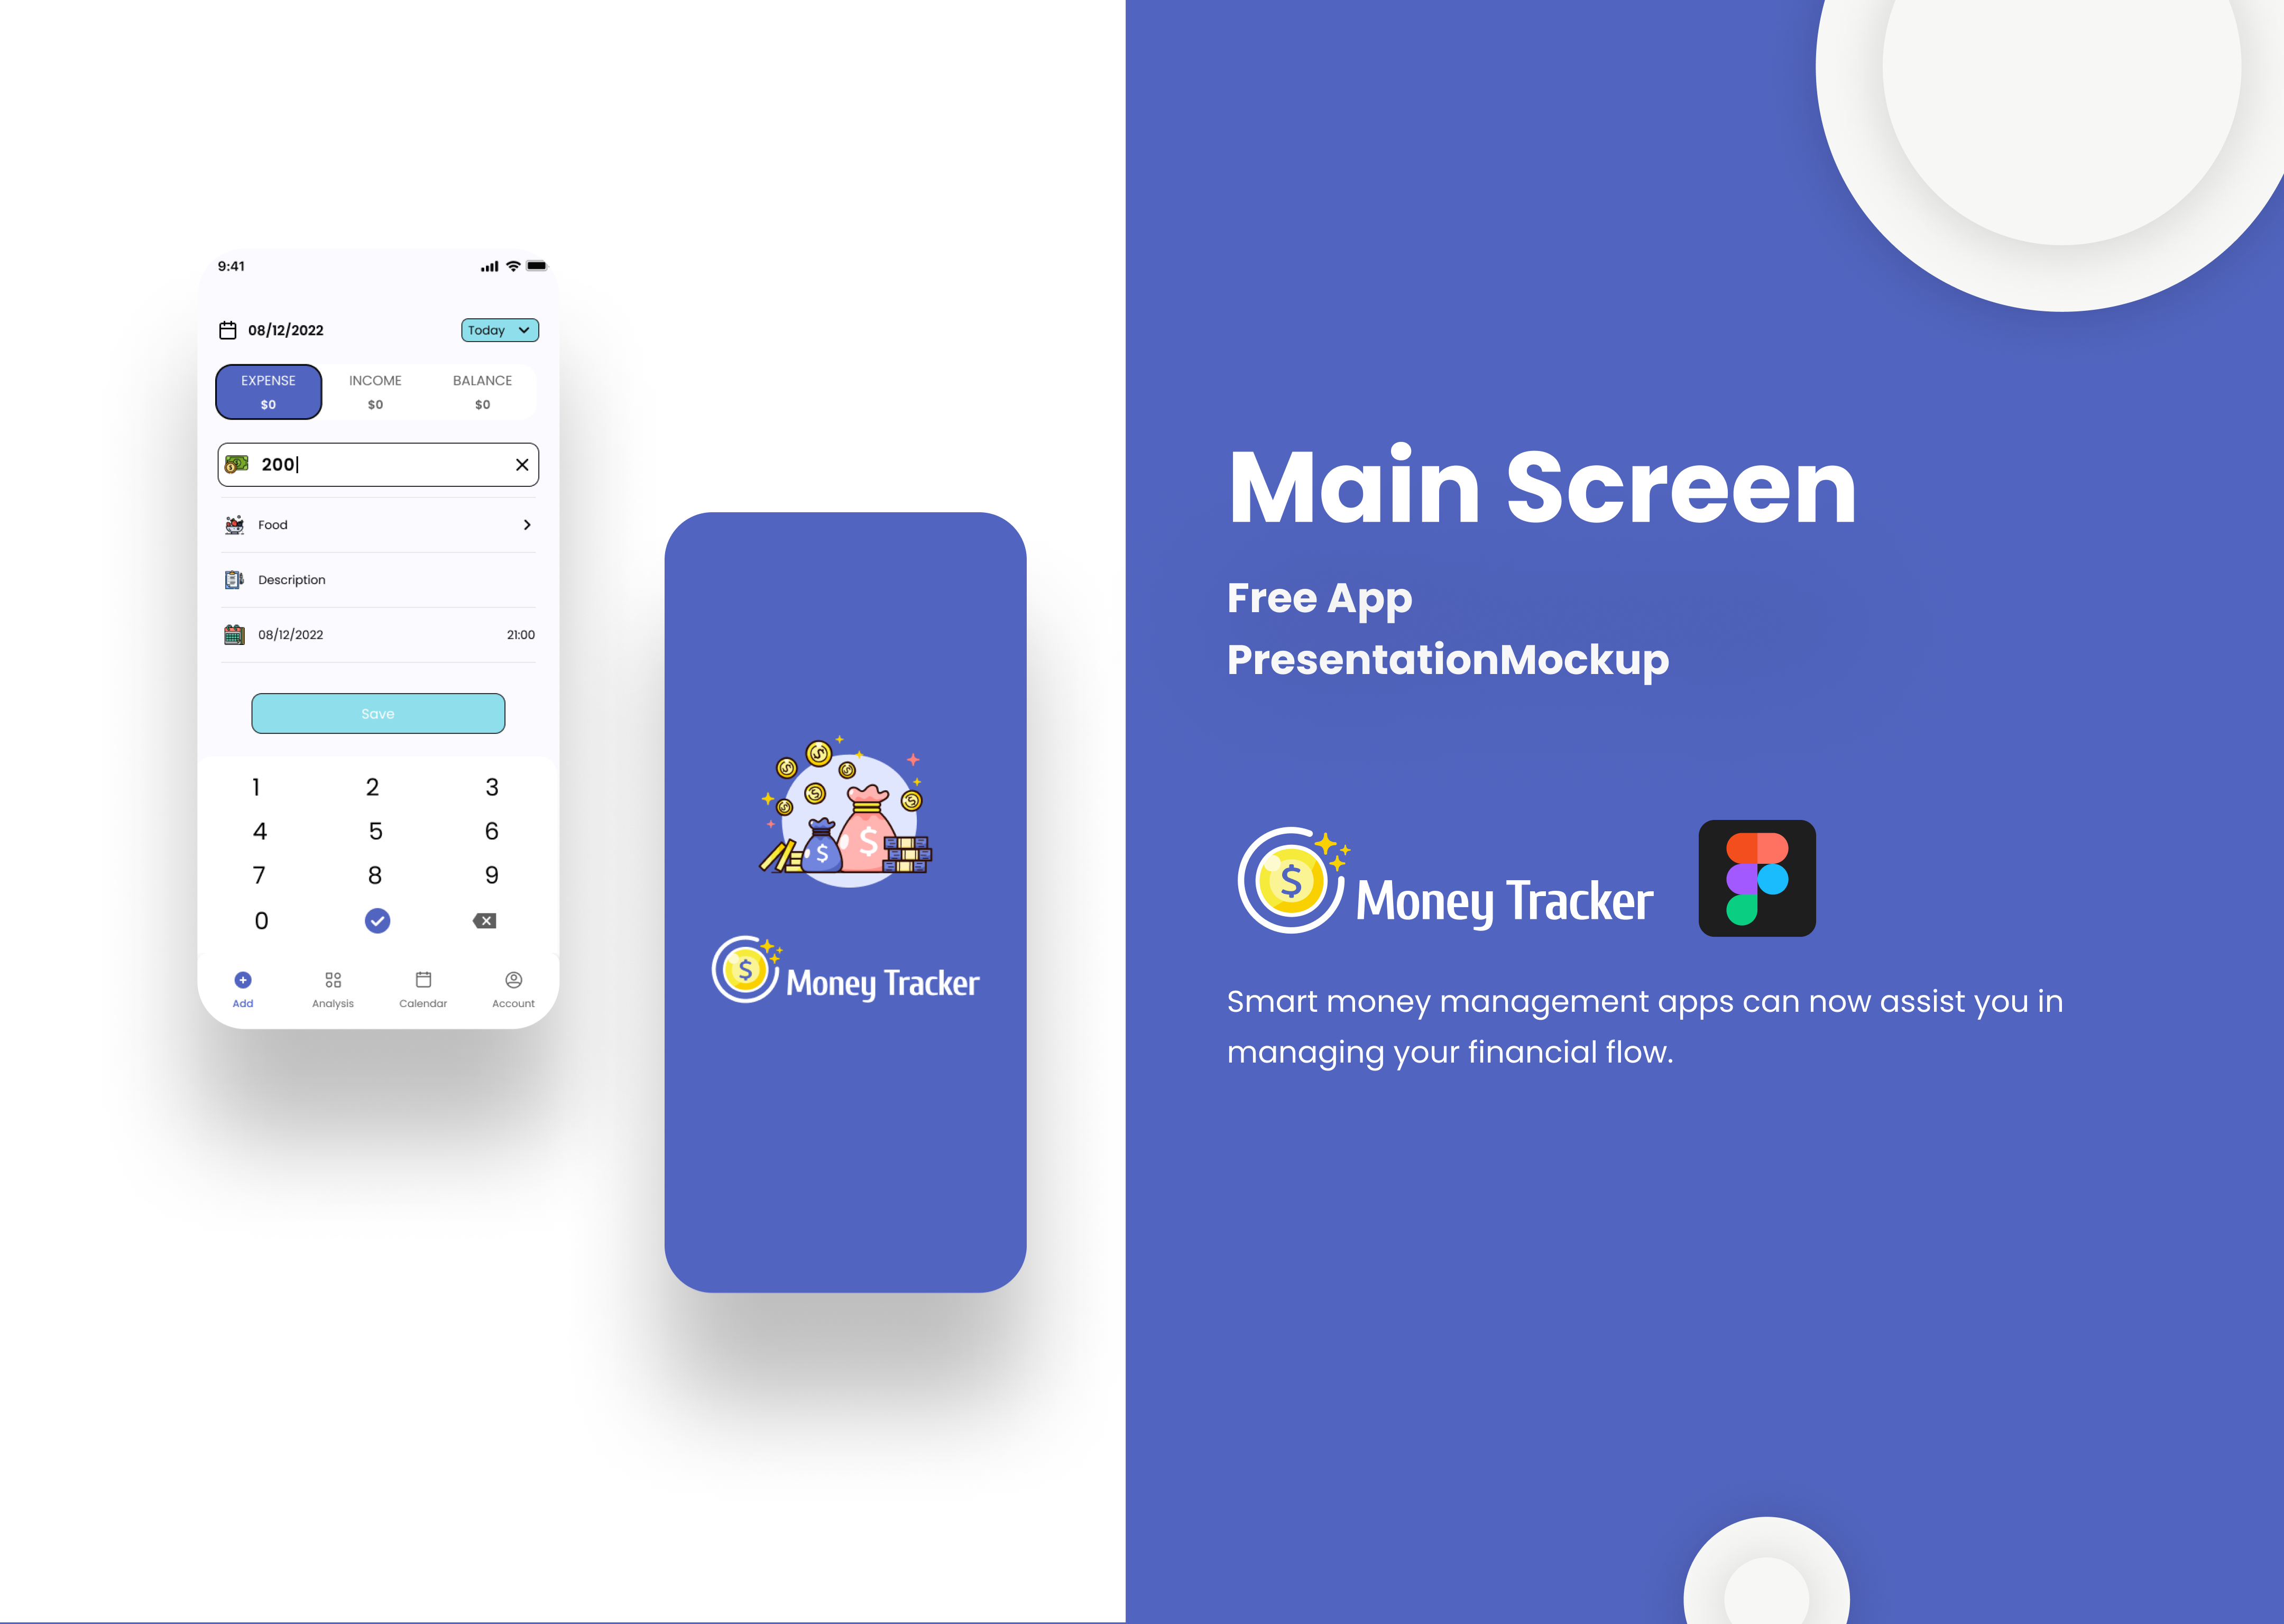 9:41
08/12/2022
Today
EXPENSE INCOME BALANCE
$0 $0 $0
200
Food
Description
08/12/2022 21:00
Save
1 2 3
4 5 6
7 8 9
0
Add Analysis Calendar Account
$ $
$ Money Tracker
Main Screen
Free App
PresentationMockup
$ Money Tracker
Smart money management apps can now assist you in
managing your financial flow.